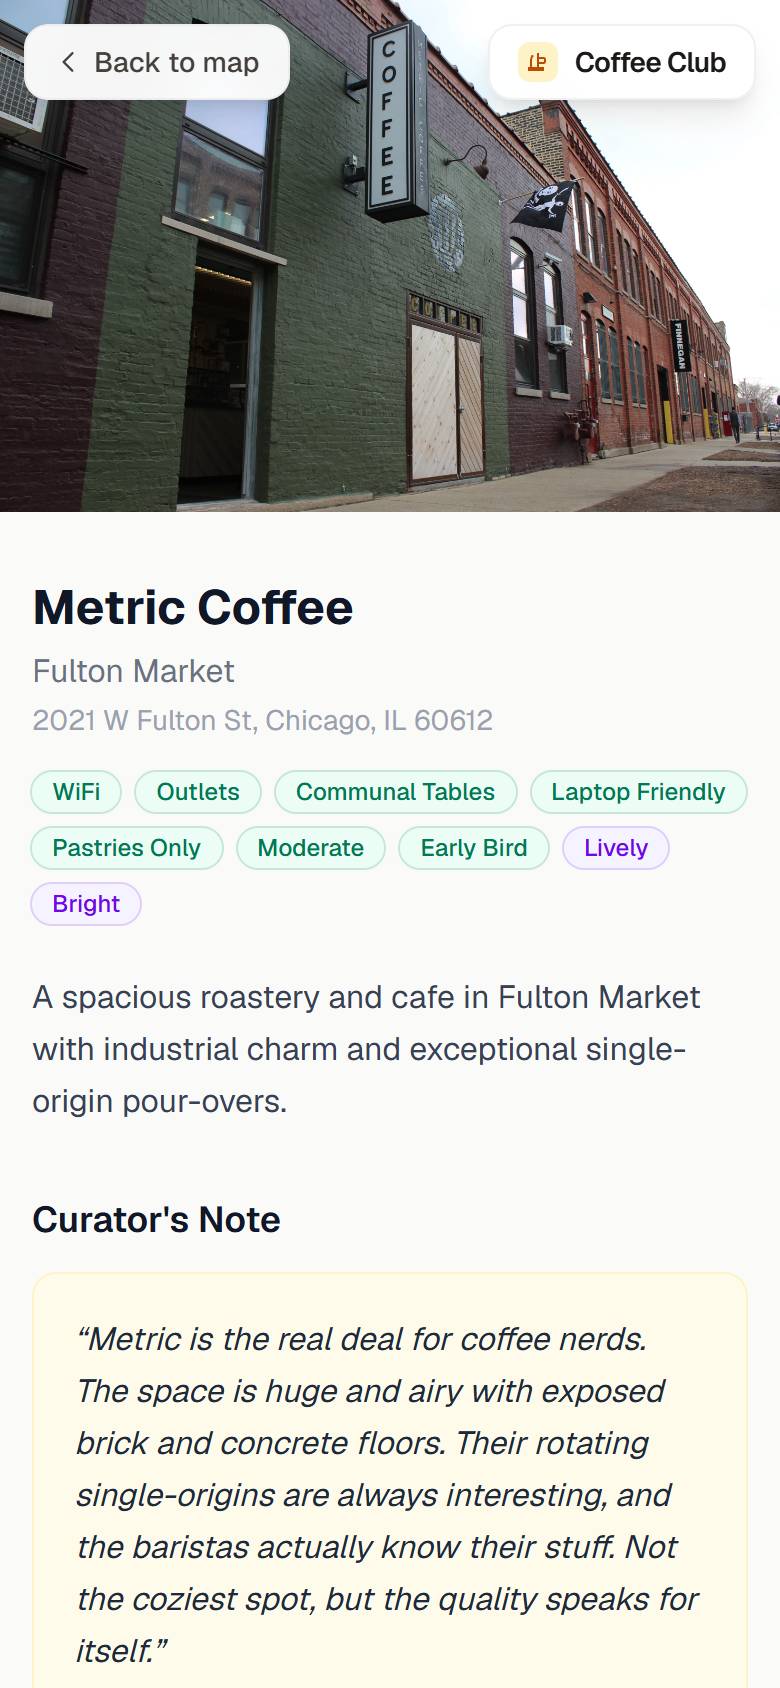 Back to map
Coffee Club
COFFEE
COFFEE
FINNEGAN
Metric Coffee
Fulton Market
2021 W Fulton St, Chicago, IL 60612
WiFi Outlets Communal Tables Laptop Friendly
Pastries Only Moderate Early Bird Lively
Bright
A spacious roastery and cafe in Fulton Market
with industrial charm and exceptional single-
origin pour-overs.
Curator's Note
“Metric is the real deal for coffee nerds.
The space is huge and airy with exposed
brick and concrete floors. Their rotating
single-origins are always interesting, and
the baristas actually know their stuff. Not
the coziest spot, but the quality speaks for
itself.”